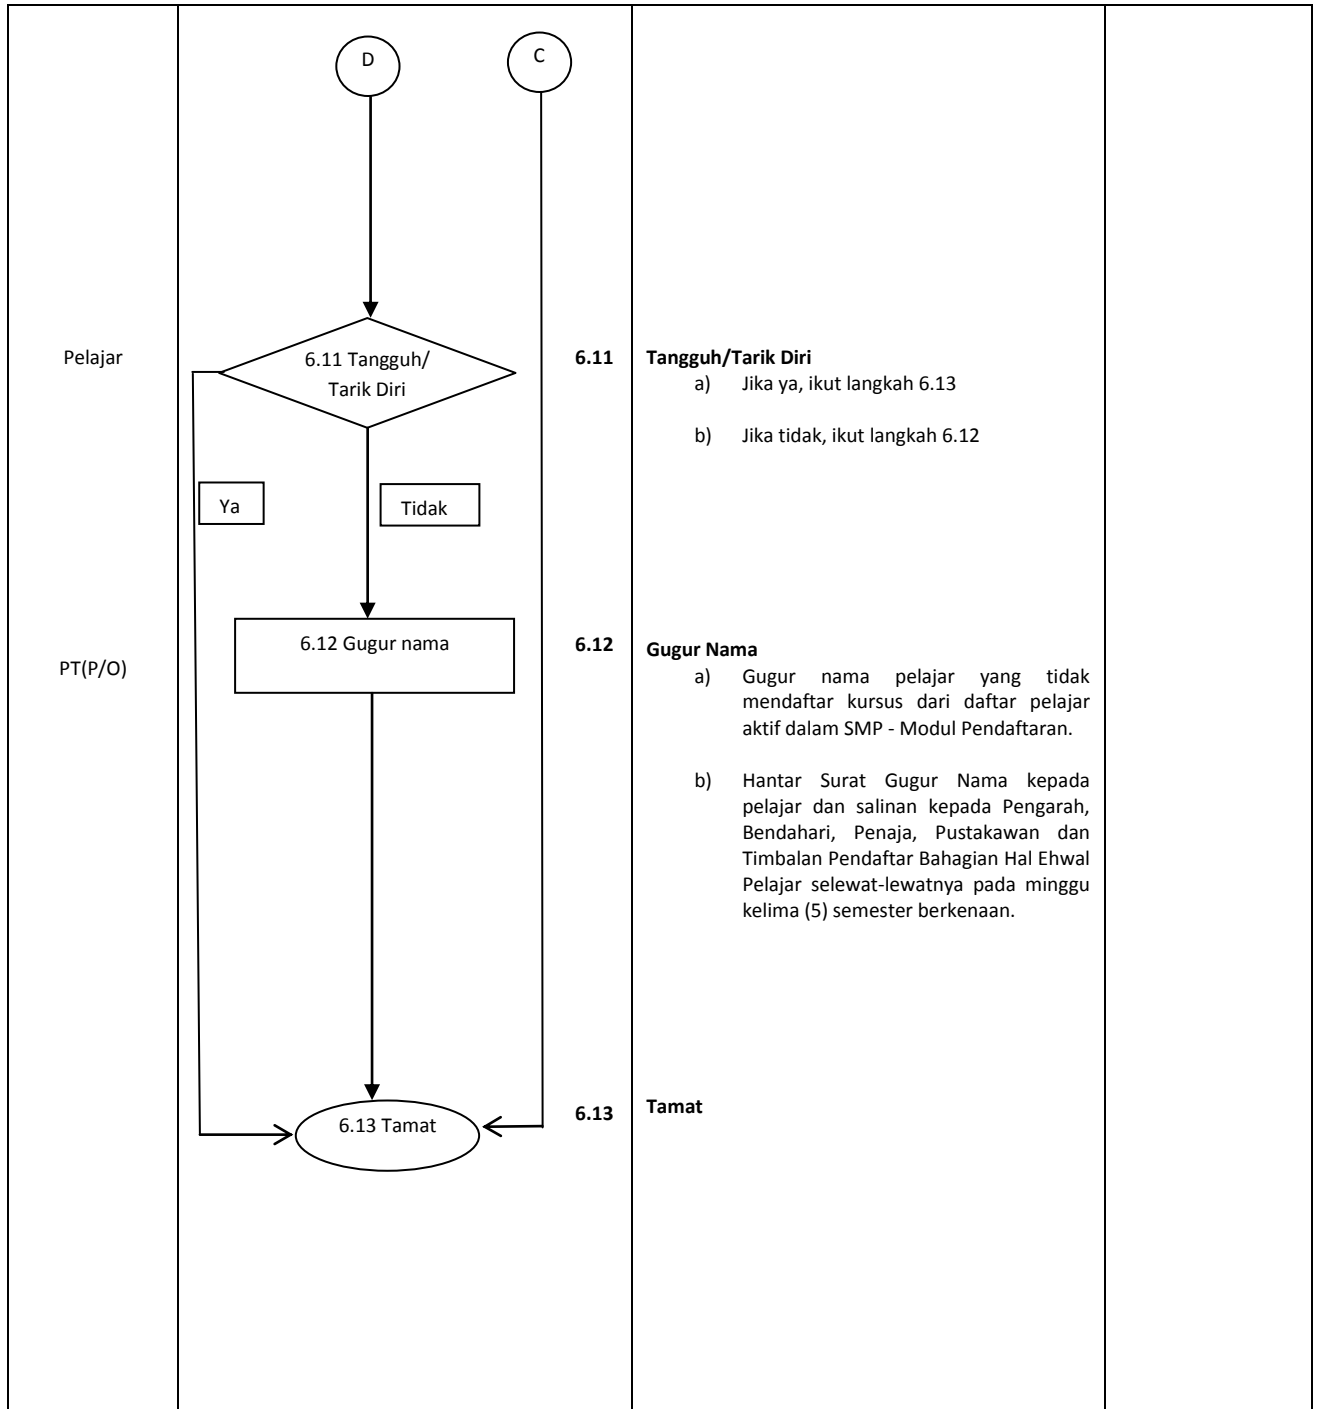 D
C
Pelajar
6.11 Tangguh/
Tarik Diri
6.11
Tangguh/Tarik Diri
a) Jika ya, ikut langkah 6.13
b) Jika tidak, ikut langkah 6.12
Ya
Tidak
PT(P/O)
6.12 Gugur nama
6.12
Gugur Nama
a) Gugur nama pelajar yang tidak
mendaftar kursus dari daftar pelajar
aktif dalam SMP - Modul Pendaftaran.
b) Hantar Surat Gugur Nama kepada
pelajar dan salinan kepada Pengarah,
Bendahari, Penaja, Pustakawan dan
Timbalan Pendaftar Bahagian Hal Ehwal
Pelajar selewat-lewatnya pada minggu
kelima (5) semester berkenaan.
6.13 Tamat
6.13
Tamat